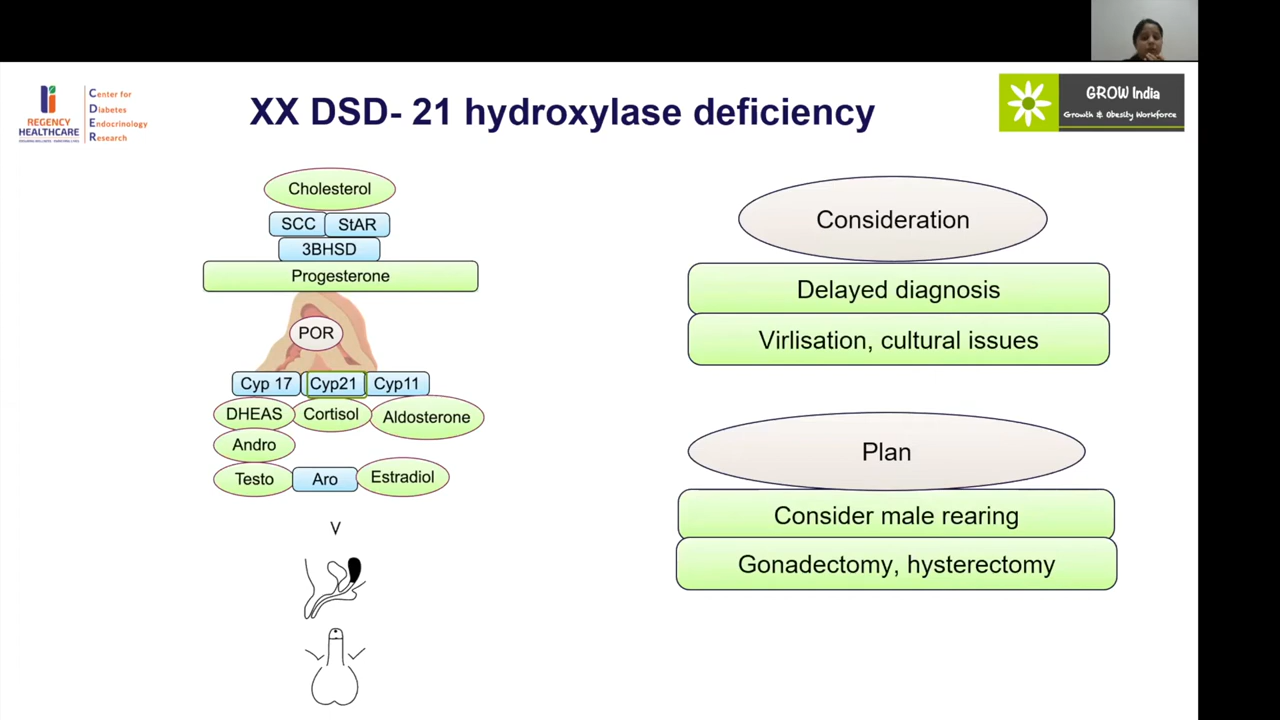 REGENCY
HEALTHCARE
Center for
Diabetes
Endocrinology
Research
XX DSD- 21 hydroxylase deficiency
GROW India
Growth & Obesity Workforce
Cholesterol
SCC
StAR
3BHSD
Progesterone
POR
Cyp 17
Cyp21
Cyp11
DHEAS
Cortisol
Aldosterone
Andro
Testo
Aro
Estradiol
V
Consideration
Delayed diagnosis
Virlisation, cultural issues
Plan
Consider male rearing
Gonadectomy, hysterectomy